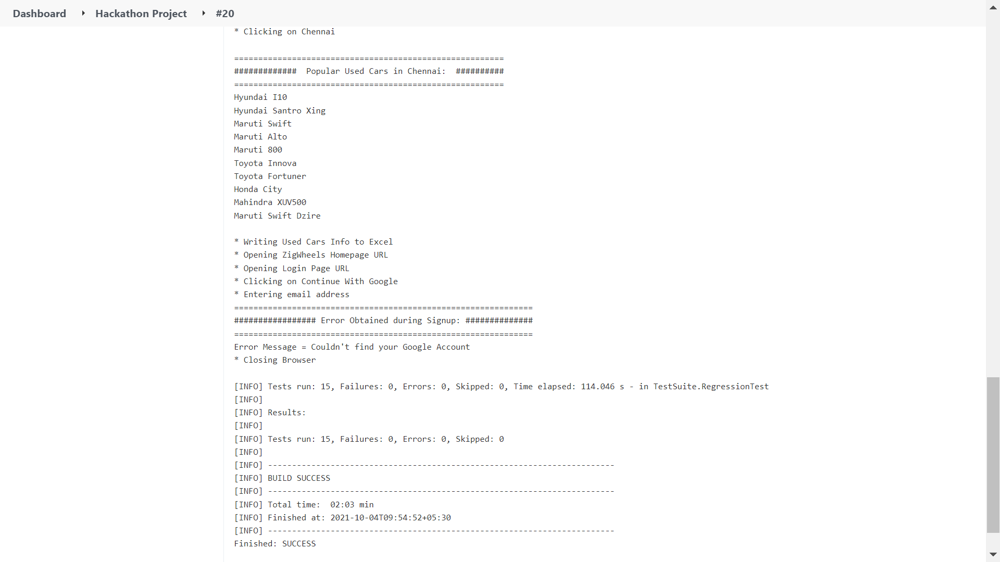 Dashboard ▸ Hackathon Project ▸ #20
* Clicking on Chennai
========================================================
#############  Popular Used Cars in Chennai:  ##########
========================================================
Hyundai I10
Hyundai Santro Xing
Maruti Swift
Maruti Alto
Maruti 800
Toyota Innova
Toyota Fortuner
Honda City
Mahindra XUV500
Maruti Swift Dzire
* Writing Used Cars Info to Excel
* Opening ZigWheels Homepage URL
* Opening Login Page URL
* Clicking on Continue With Google
* Entering email address
==============================================================
################# Error Obtained during Signup: ##############
==============================================================
Error Message = Couldn't find your Google Account
* Closing Browser
[INFO] Tests run: 15, Failures: 0, Errors: 0, Skipped: 0, Time elapsed: 114.046 s - in TestSuite.RegressionTest
[INFO]
[INFO] Results:
[INFO]
[INFO] Tests run: 15, Failures: 0, Errors: 0, Skipped: 0
[INFO]
[INFO] ------------------------------------------------------------------------
[INFO] BUILD SUCCESS
[INFO] ------------------------------------------------------------------------
[INFO] Total time:  02:03 min
[INFO] Finished at: 2021-10-04T09:54:52+05:30
[INFO] ------------------------------------------------------------------------
Finished: SUCCESS